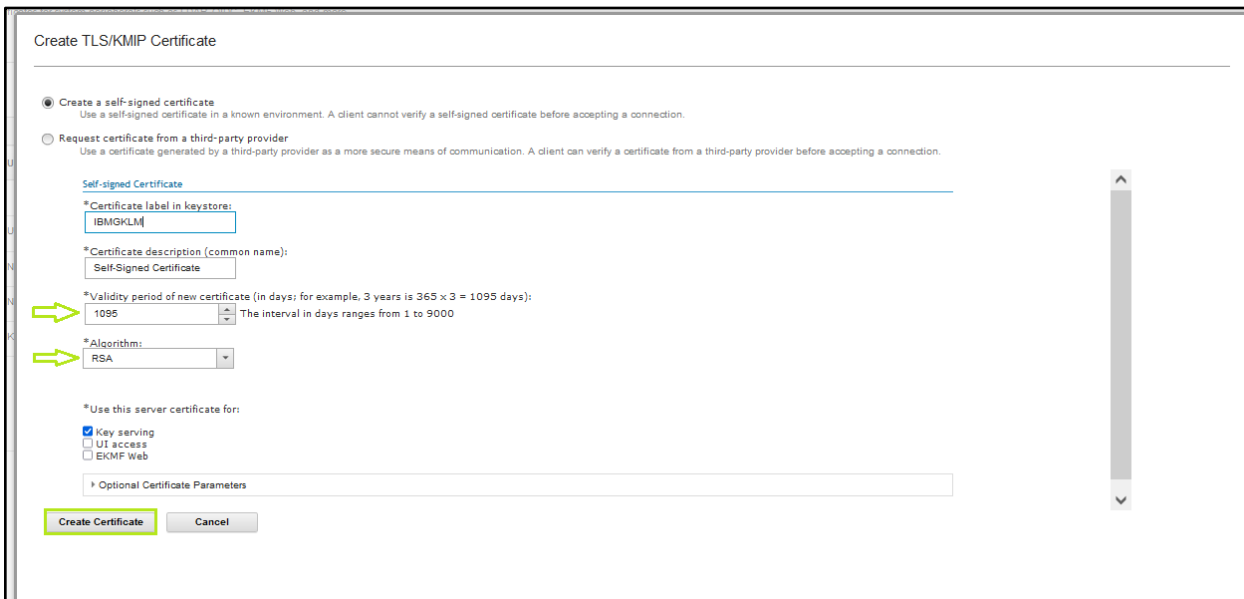 Create TLS/KMIP Certificate
Create a self-signed certificate
Use a self-signed certificate in a known environment. A client cannot verify a self-signed certificate before accepting a connection.
Request certificate from a third-party provider
Use a certificate generated by a third-party provider as a more secure means of communication. A client can verify a certificate from a third-party provider before accepting a connection.
Self-signed Certificate
*Certificate label in keystore:
IBMGKLM
*Certificate description (common name):
Self-Signed Certificate
*Validity period of new certificate (in days; for example, 3 years is 365 x 3 = 1095 days):
1095 The interval in days ranges from 1 to 9000
*Algorithm:
RSA
*Use this server certificate for:
Key serving
UI access
EKMF Web
Optional Certificate Parameters
Create Certificate Cancel